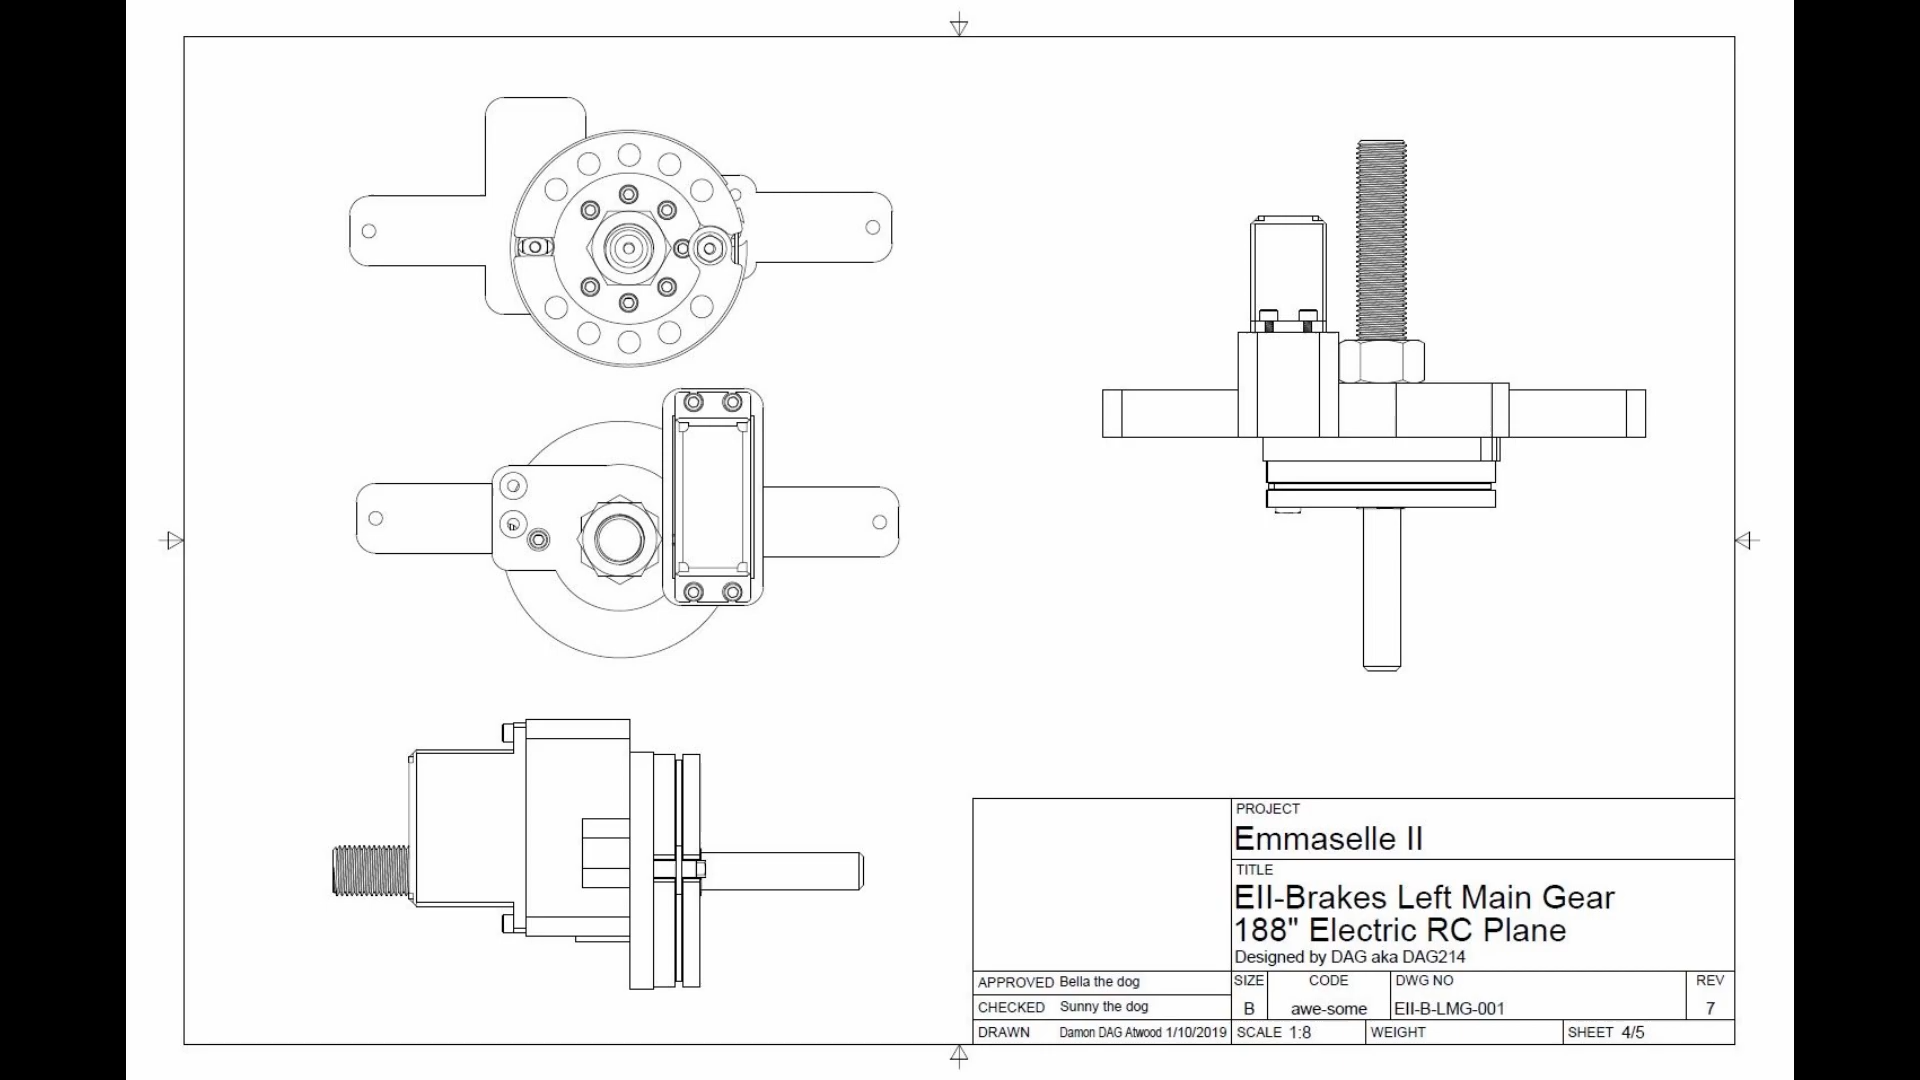 PROJECT
Emmaselle II
TITLE
EII-Brakes Left Main Gear
188" Electric RC Plane
Designed by DAG aka DAG214
APPROVED Bella the dog
CHECKED Sunny the dog
DRAWN Damon DAG Atwood 1/10/2019
SIZE CODE DWG NO REV
B awe-some EII-B-LMG-001 7
SCALE 1:8 WEIGHT SHEET 4/5